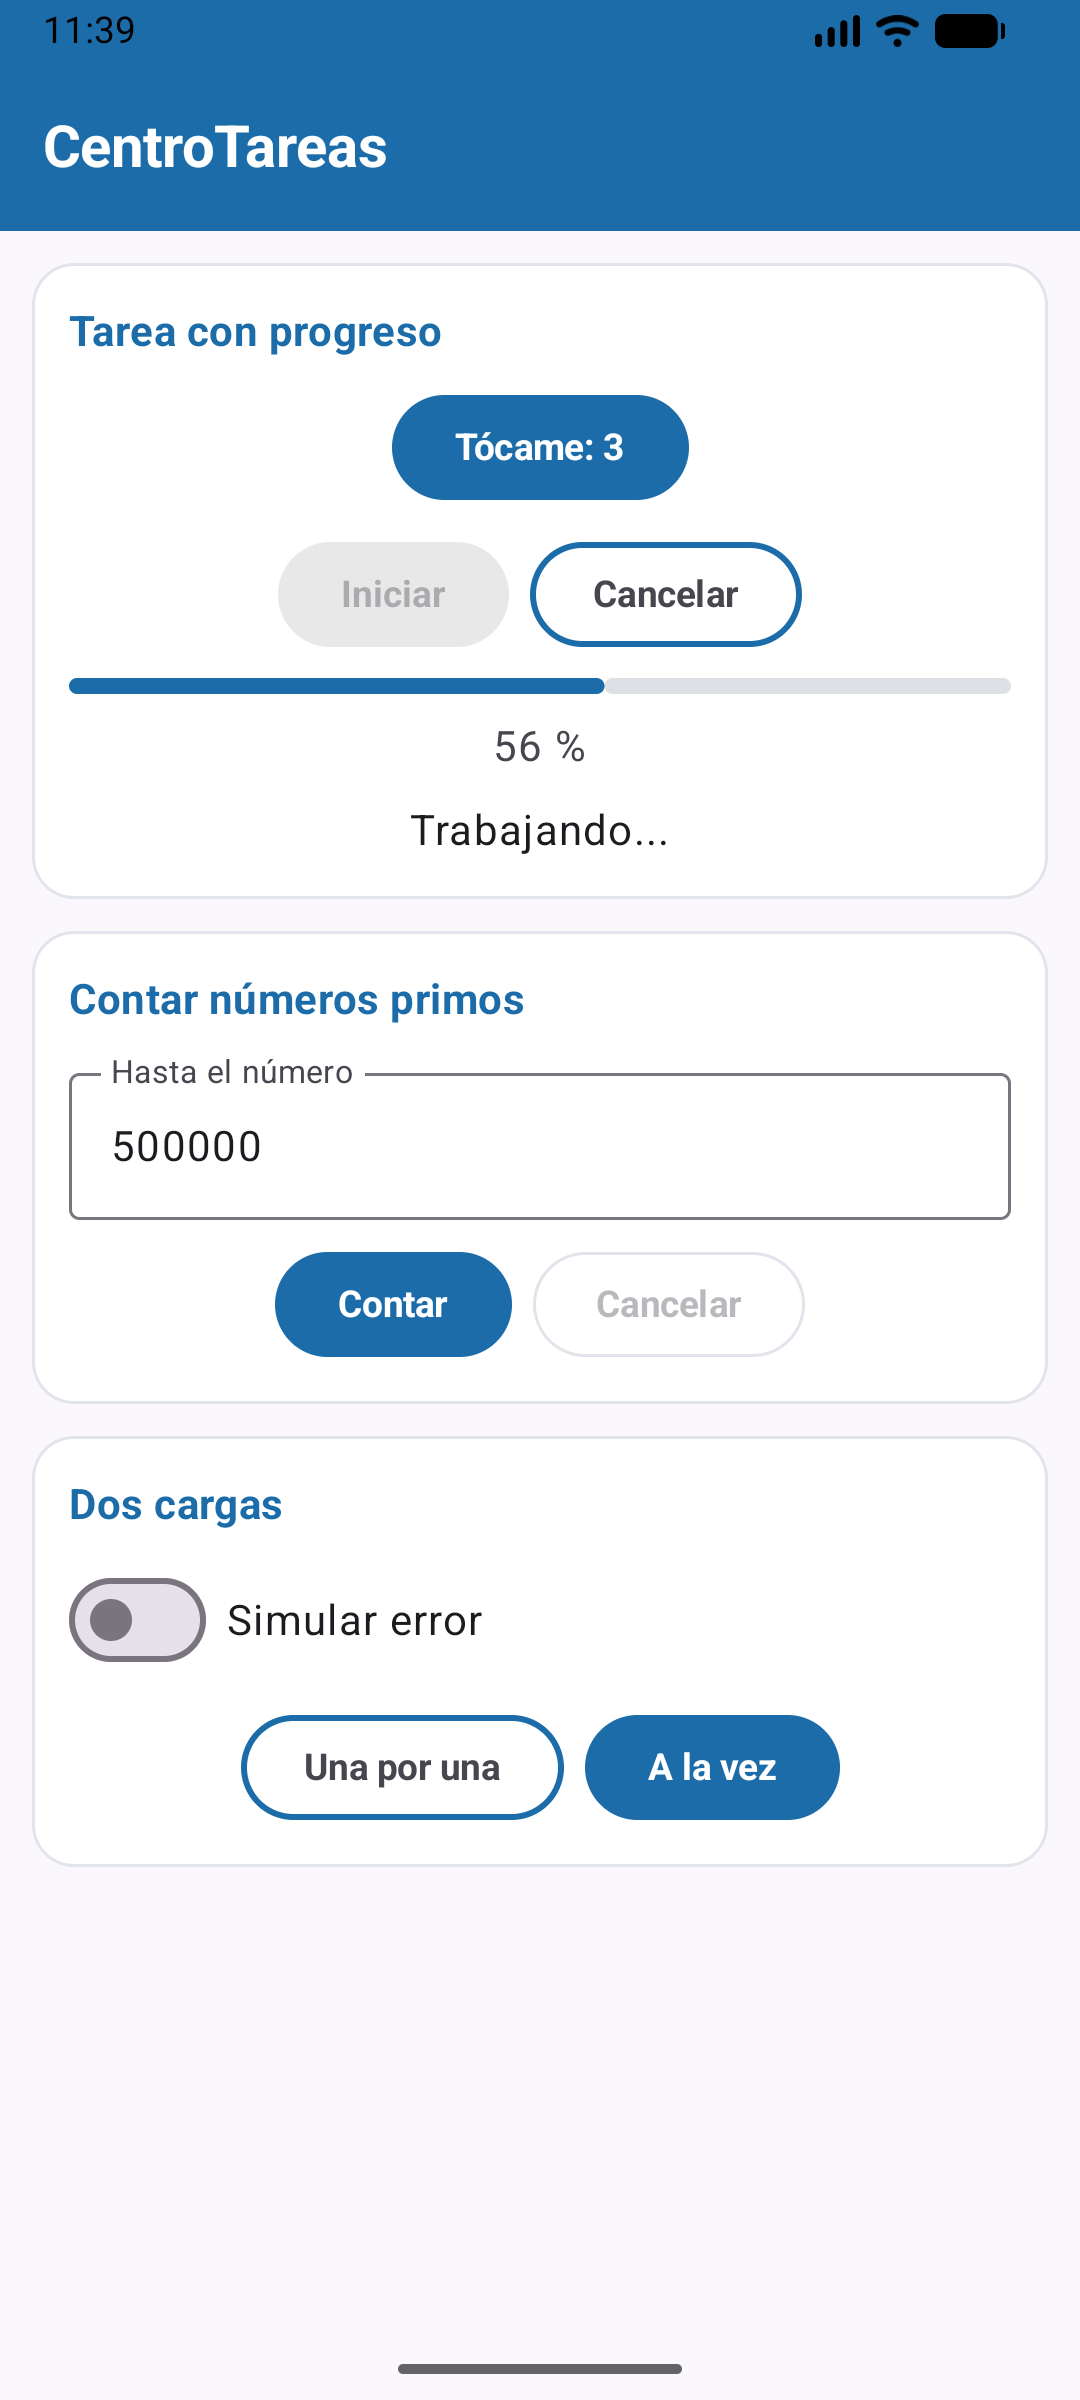 11:39
CentroTareas
Tarea con progreso
Tócame: 3
Iniciar
Cancelar
56 %
Trabajando...
Contar números primos
Hasta el número
500000
Contar
Cancelar
Dos cargas
Simular error
Una por una
A la vez